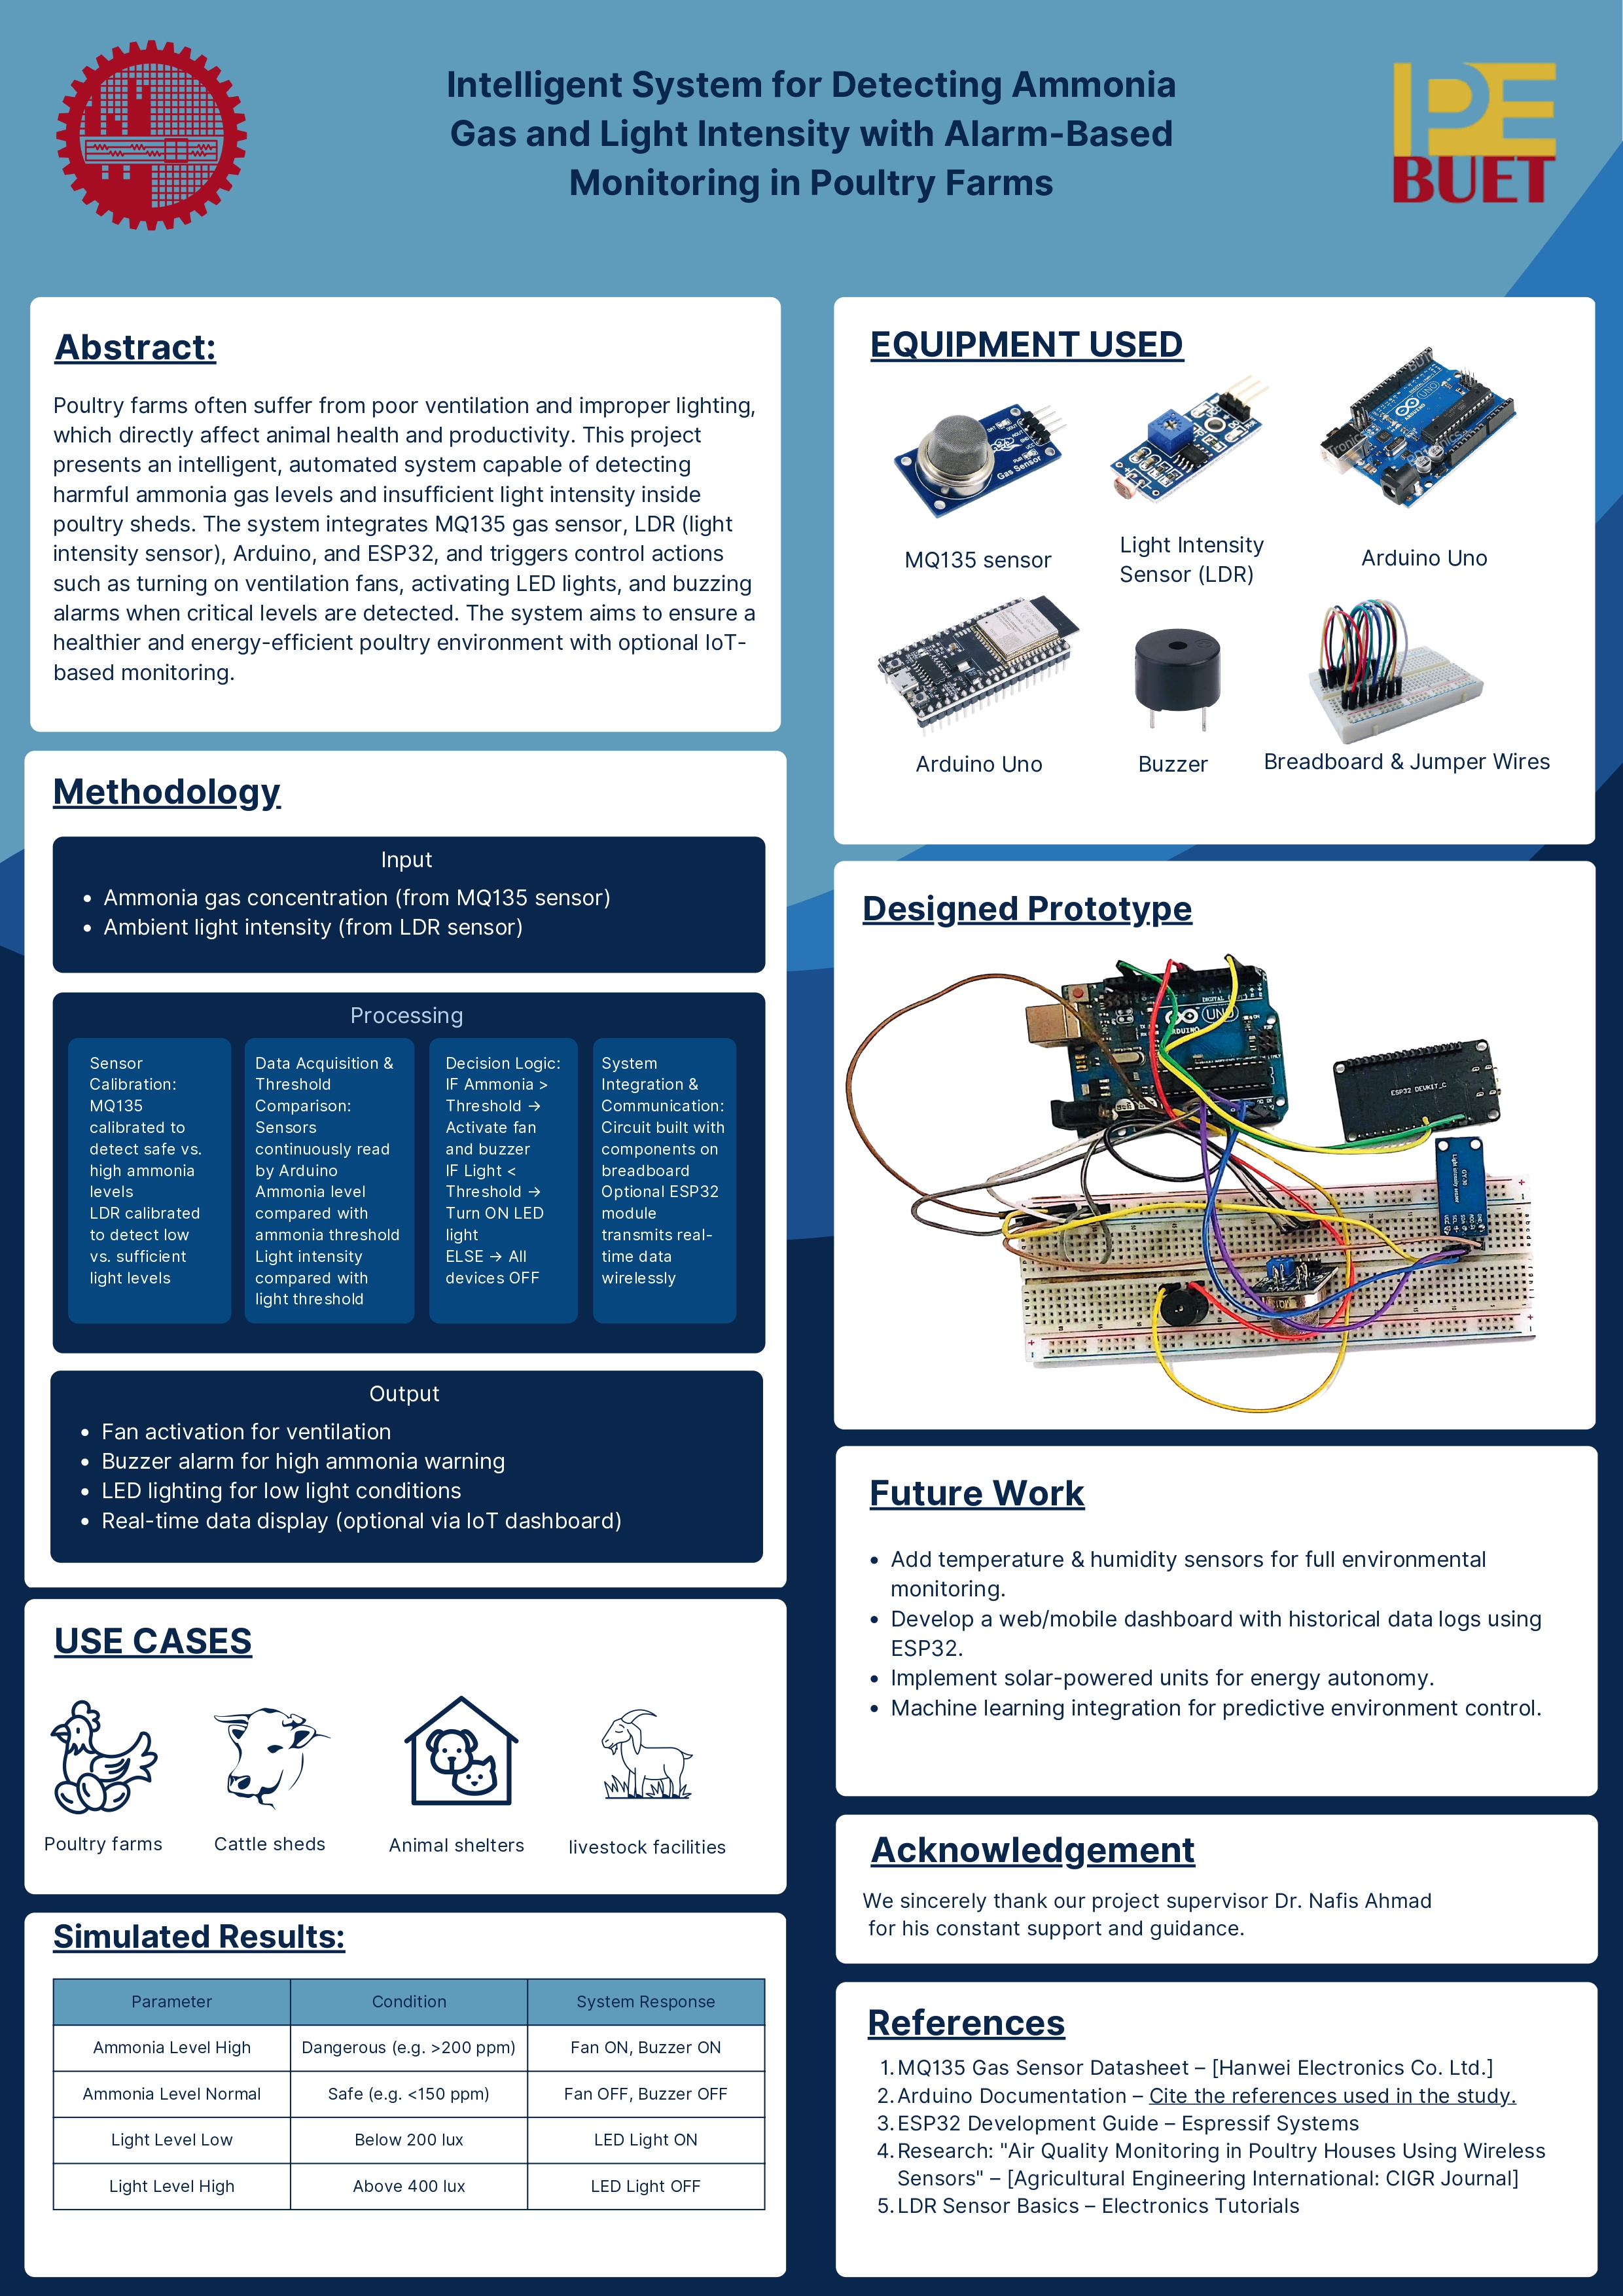 Intelligent System for Detecting Ammonia
Gas and Light Intensity with Alarm-Based
Monitoring in Poultry Farms
IPE
BUET
Abstract:
Poultry farms often suffer from poor ventilation and improper lighting,
which directly affect animal health and productivity. This project
presents an intelligent, automated system capable of detecting
harmful ammonia gas levels and insufficient light intensity inside
poultry sheds. The system integrates MQ135 gas sensor, LDR (light
intensity sensor), Arduino, and ESP32, and triggers control actions
such as turning on ventilation fans, activating LED lights, and buzzing
alarms when critical levels are detected. The system aims to ensure a
healthier and energy-efficient poultry environment with optional IoT-
based monitoring.
Methodology
Input
• Ammonia gas concentration (from MQ135 sensor)
• Ambient light intensity (from LDR sensor)
Processing
Sensor
Calibration:
MQ135
calibrated to
detect safe vs.
high ammonia
levels
LDR calibrated
to detect low
vs. sufficient
light levels
Data Acquisition &
Threshold
Comparison:
Sensors
continuously read
by Arduino
Ammonia level
compared with
ammonia threshold
Light intensity
compared with
light threshold
Decision Logic:
IF Ammonia >
Threshold →
Activate fan
and buzzer
IF Light <
Threshold →
Turn ON LED
light
ELSE → All
devices OFF
System
Integration &
Communication:
Circuit built with
components on
breadboard
Optional ESP32
module
transmits real-
time data
wirelessly
Output
• Fan activation for ventilation
• Buzzer alarm for high ammonia warning
• LED lighting for low light conditions
• Real-time data display (optional via IoT dashboard)
USE CASES
Poultry farms
Cattle sheds
Animal shelters
livestock facilities
Simulated Results:
Parameter Condition System Response
Ammonia Level High Dangerous (e.g. >200 ppm) Fan ON, Buzzer ON
Ammonia Level Normal Safe (e.g. <150 ppm) Fan OFF, Buzzer OFF
Light Level Low Below 200 lux LED Light ON
Light Level High Above 400 lux LED Light OFF
EQUIPMENT USED
Gas Sensor
UNO
ARDUINO
MQ135 sensor
Light Intensity
Sensor (LDR)
Arduino Uno
Arduino Uno
Buzzer
Breadboard & Jumper Wires
Designed Prototype
DIGITAL
UNO
ARDUINO
ESP32 DEVKIT_C
Future Work
• Add temperature & humidity sensors for full environmental
monitoring.
• Develop a web/mobile dashboard with historical data logs using
ESP32.
• Implement solar-powered units for energy autonomy.
• Machine learning integration for predictive environment control.
Acknowledgement
We sincerely thank our project supervisor Dr. Nafis Ahmad
for his constant support and guidance.
References
1. MQ135 Gas Sensor Datasheet – [Hanwei Electronics Co. Ltd.]
2. Arduino Documentation – Cite the references used in the study.
3. ESP32 Development Guide – Espressif Systems
4. Research: "Air Quality Monitoring in Poultry Houses Using Wireless
Sensors" – [Agricultural Engineering International: CIGR Journal]
5. LDR Sensor Basics – Electronics Tutorials